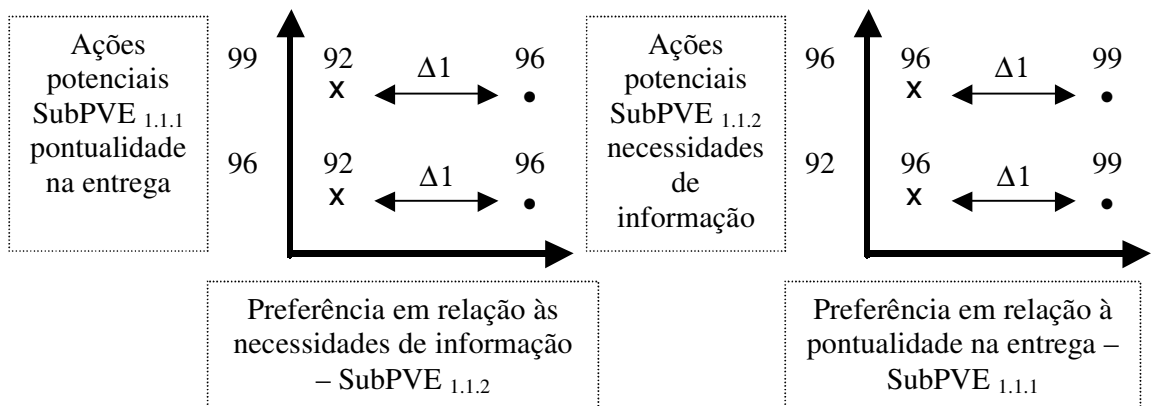 Ações
potenciais
SubPVE 1.1.1
pontualidade
na entrega
99 92 Δ1 96
x •
96 92 Δ1 96
x •
Preferência em relação às
necessidades de informação
– SubPVE 1.1.2
Ações
potenciais
SubPVE 1.1.2
necessidades
de
informação
96 96 Δ1 99
x •
92 96 Δ1 99
x •
Preferência em relação à
pontualidade na entrega –
SubPVE 1.1.1